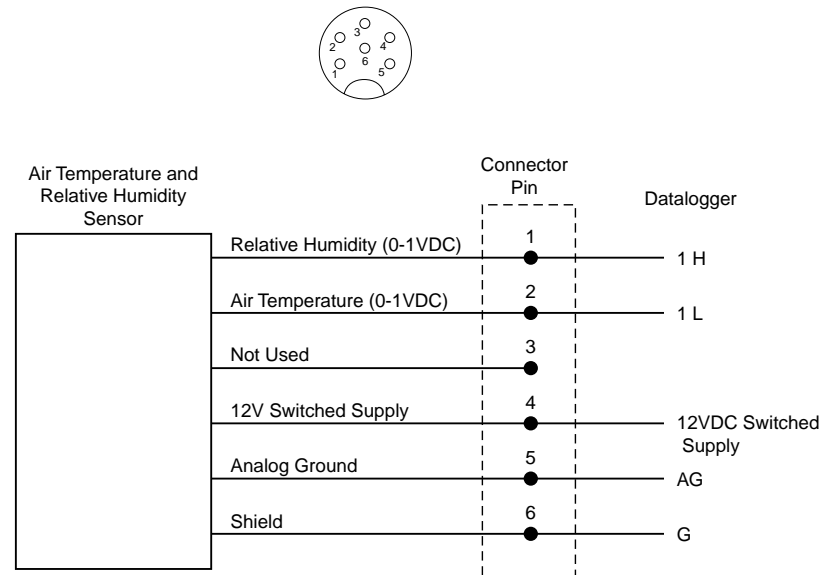 3
2
4
6
1
5
Air Temperature and
Relative Humidity
Sensor
Connector
Pin
Datalogger
Relative Humidity (0-1VDC)
1
1 H
Air Temperature (0-1VDC)
2
1 L
Not Used
3
12V Switched Supply
4
12VDC Switched
Supply
Analog Ground
5
AG
Shield
6
G